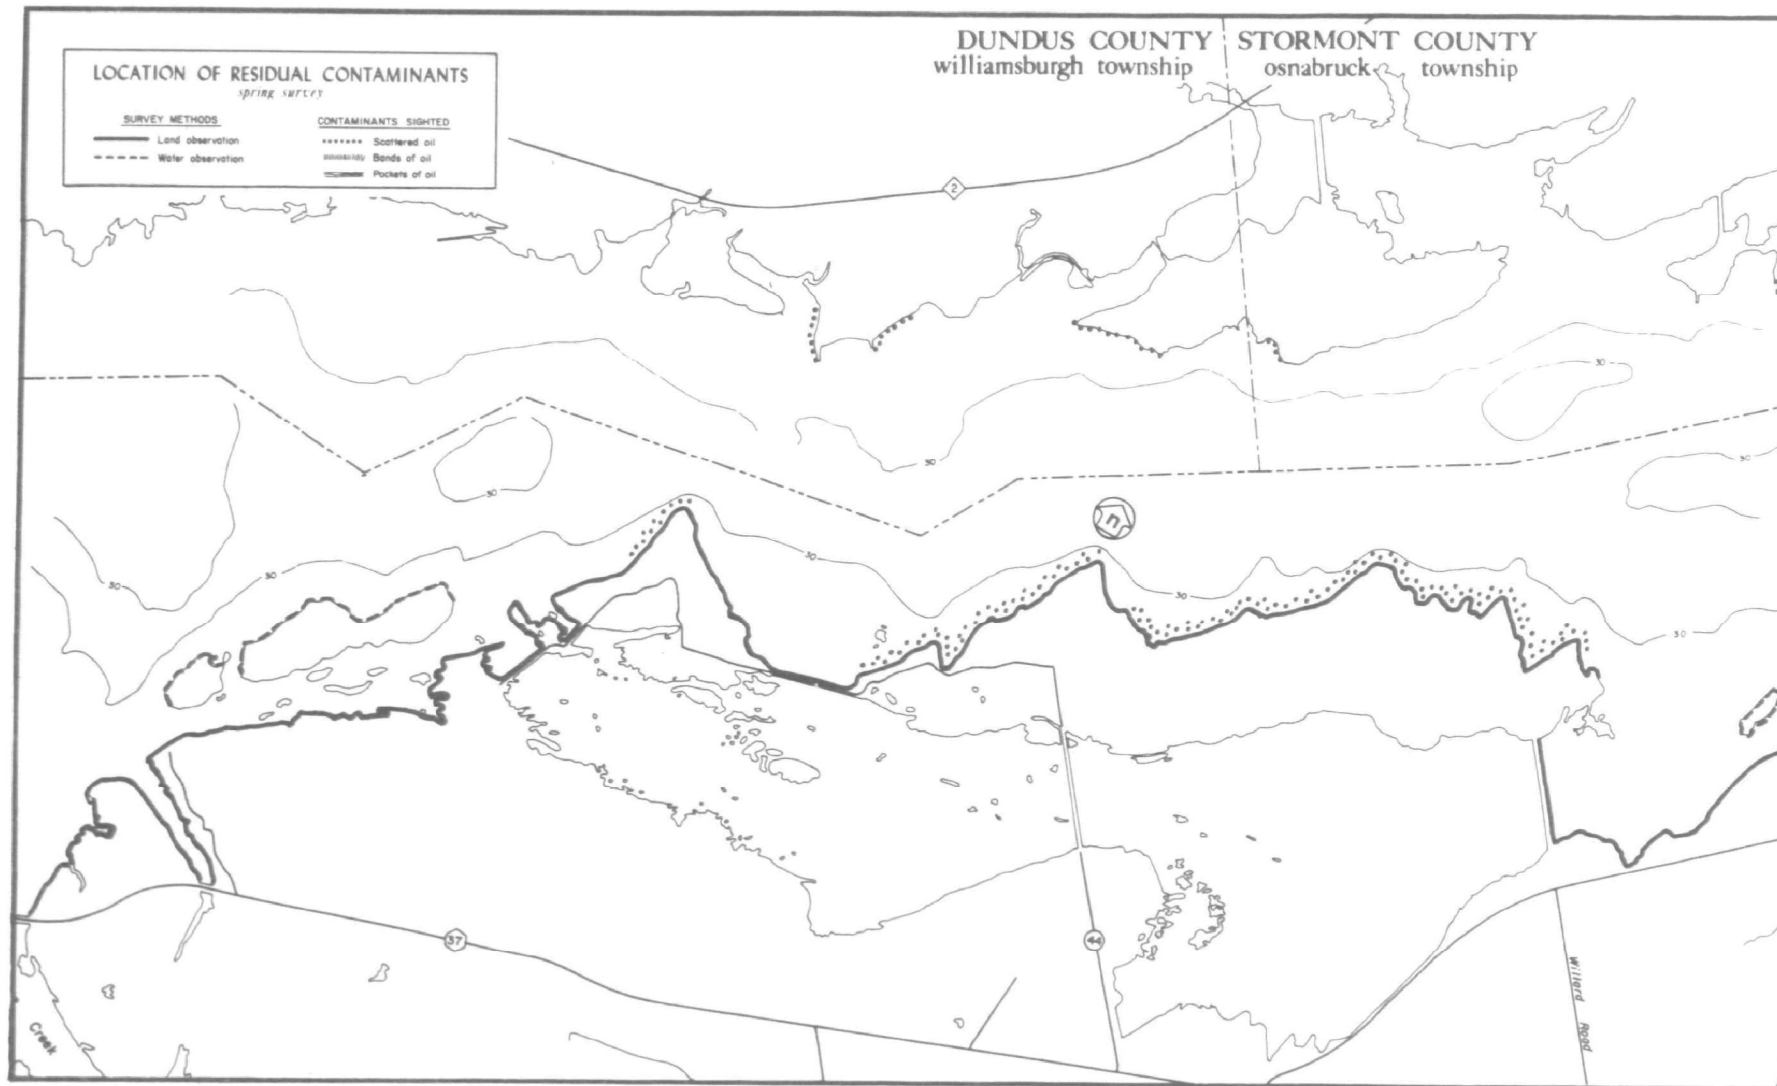 DUNDUS COUNTY
williamsburgh township
STORMONT COUNTY
osnabruck township
LOCATION OF RESIDUAL CONTAMINANTS
spring survey
SURVEY METHODS
Land observation
Water observation
CONTAMINANTS SIGHTED
Scattered oil
Bands of oil
Pockets of oil
2
30
30
30
30
30
30
30
30
30
30
n
37
44
Willard Road
Creek